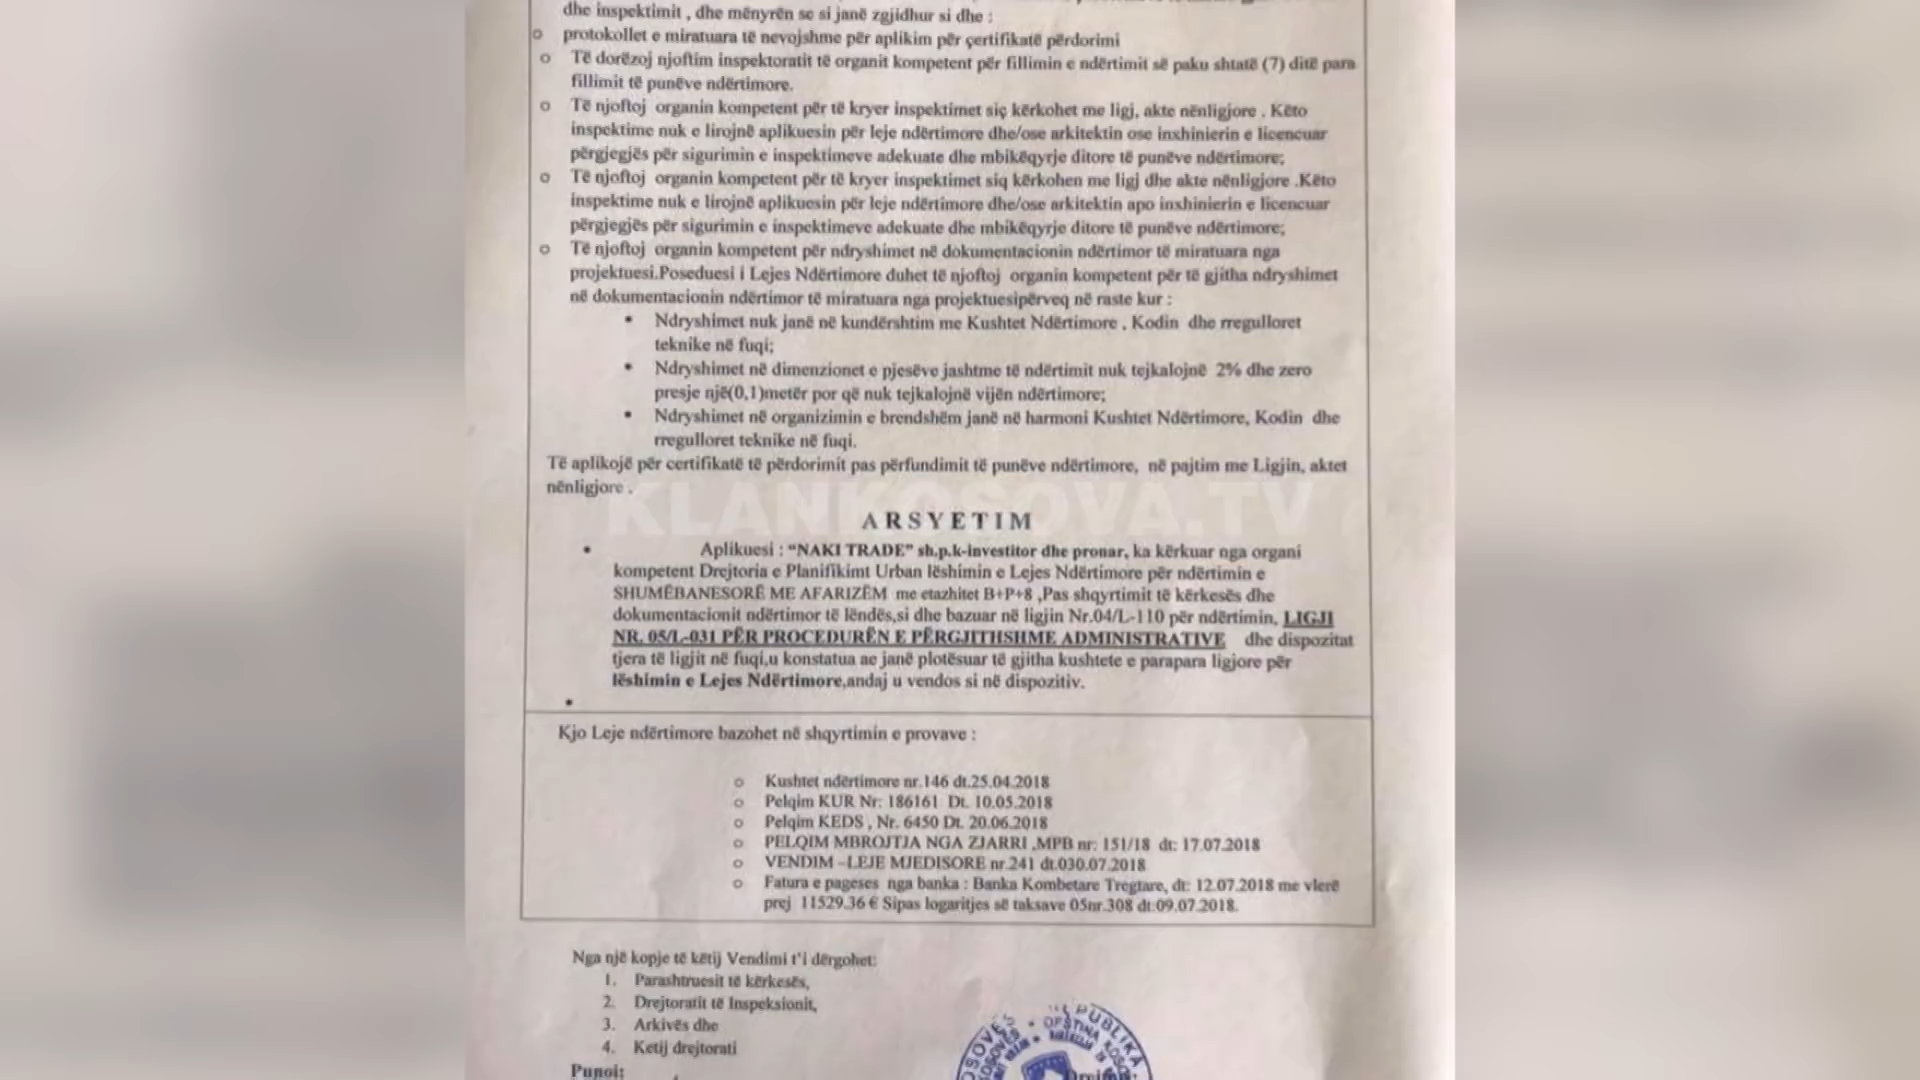 dhe inspektimit , dhe mënyrën se si janë zgjidhur si dhe :
o protokollet e miratuara të nevojshme për aplikim për çertifikatë përdorimi
o Të dorëzoj njoftim inspektoratit të organit kompetent për fillimin e ndërtimit së paku shtatë (7) ditë para
fillimit të punëve ndërtimore.
o Të njoftoj organin kompetent për të kryer inspektimet siç kërkohet me ligj, akte nënligjore . Këto
inspektime nuk e lirojnë aplikuesin për leje ndërtimore dhe/ose arkitektin ose inxhinierin e licencuar
përgjegjës për sigurimin e inspektimeve adekuate dhe mbikëqyrje ditore të punëve ndërtimore;
o Të njoftoj organin kompetent për të kryer inspektimet siq kërkohen me ligj dhe akte nënligjore .Këto
inspektime nuk e lirojnë aplikuesin për leje ndërtimore dhe/ose arkitektin apo inxhinierin e licencuar
përgjegjës për sigurimin e inspektimeve adekuate dhe mbikëqyrje ditore të punëve ndërtimore;
o Të njoftoj organin kompetent për ndryshimet në dokumentacionin ndërtimor të miratuara nga
projektuesi.Poseduesi i Lejes Ndërtimore duhet të njoftoj organin kompetent për të gjitha ndryshimet
në dokumentacionin ndërtimor të miratuara nga projektuesipërveq në raste kur :
• Ndryshimet nuk janë në kundërshtim me Kushtet Ndërtimore , Kodin dhe rregulloret
teknike në fuqi;
• Ndryshimet në dimenzionet e pjesëve jashtme të ndërtimit nuk tejkalojnë 2% dhe zero
presje një(0,1)metër por që nuk tejkalojnë vijën ndërtimore;
• Ndryshimet në organizimin e brendshëm janë në harmoni Kushtet Ndërtimore, Kodin dhe
rregulloret teknike në fuqi.
Të aplikojë për certifikatë të përdorimit pas përfundimit të punëve ndërtimore, në pajtim me Ligjin, aktet
nënligjore .
KLANKOSOVA.TV
ARSYETIM
• Aplikuesi : “NAKI TRADE” sh.p.k-investitor dhe pronar, ka kërkuar nga organi
kompetent Drejtoria e Planifikimt Urban lëshimin e Lejes Ndërtimore për ndërtimin e
SHUMËBANESORË ME AFARIZËM me etazhitet B+P+8 ,Pas shqyrtimit të kërkesës dhe
dokumentacionit ndërtimor të lëndës,si dhe bazuar në ligjin Nr.04/L-110 për ndërtimin, LIGJI
NR. 05/L-031 PËR PROCEDURËN E PËRGJITHSHME ADMINISTRATIVE dhe dispozitat
tjera të ligjit në fuqi,u konstatua ae janë plotësuar të gjitha kushtete e parapara ligjore për
lëshimin e Lejes Ndërtimore,andaj u vendos si në dispozitiv.
•
Kjo Leje ndërtimore bazohet në shqyrtimin e provave :
o Kushtet ndërtimore nr.146 dt.25.04.2018
o Pelqim KUR Nr: 186161 Dt. 10.05.2018
o Pelqim KEDS , Nr. 6450 Dt. 20.06.2018
o PELQIM MBROJTJA NGA ZJARRI ,MPB nr: 151/18 dt: 17.07.2018
o VENDIM –LEJE MJEDISORE nr.241 dt.030.07.2018
o Fatura e pageses nga banka : Banka Kombetare Tregtare, dt: 12.07.2018 me vlerë
prej 11529.36 € Sipas logaritjes së taksave 05nr.308 dt:09.07.2018.
Nga një kopje të këtij Vendimi t’i dërgohet:
1. Parashtruesit të kërkesës,
2. Drejtoratit të Inspeksionit,
3. Arkivës dhe
4. Ketij drejtorati
Punoi: